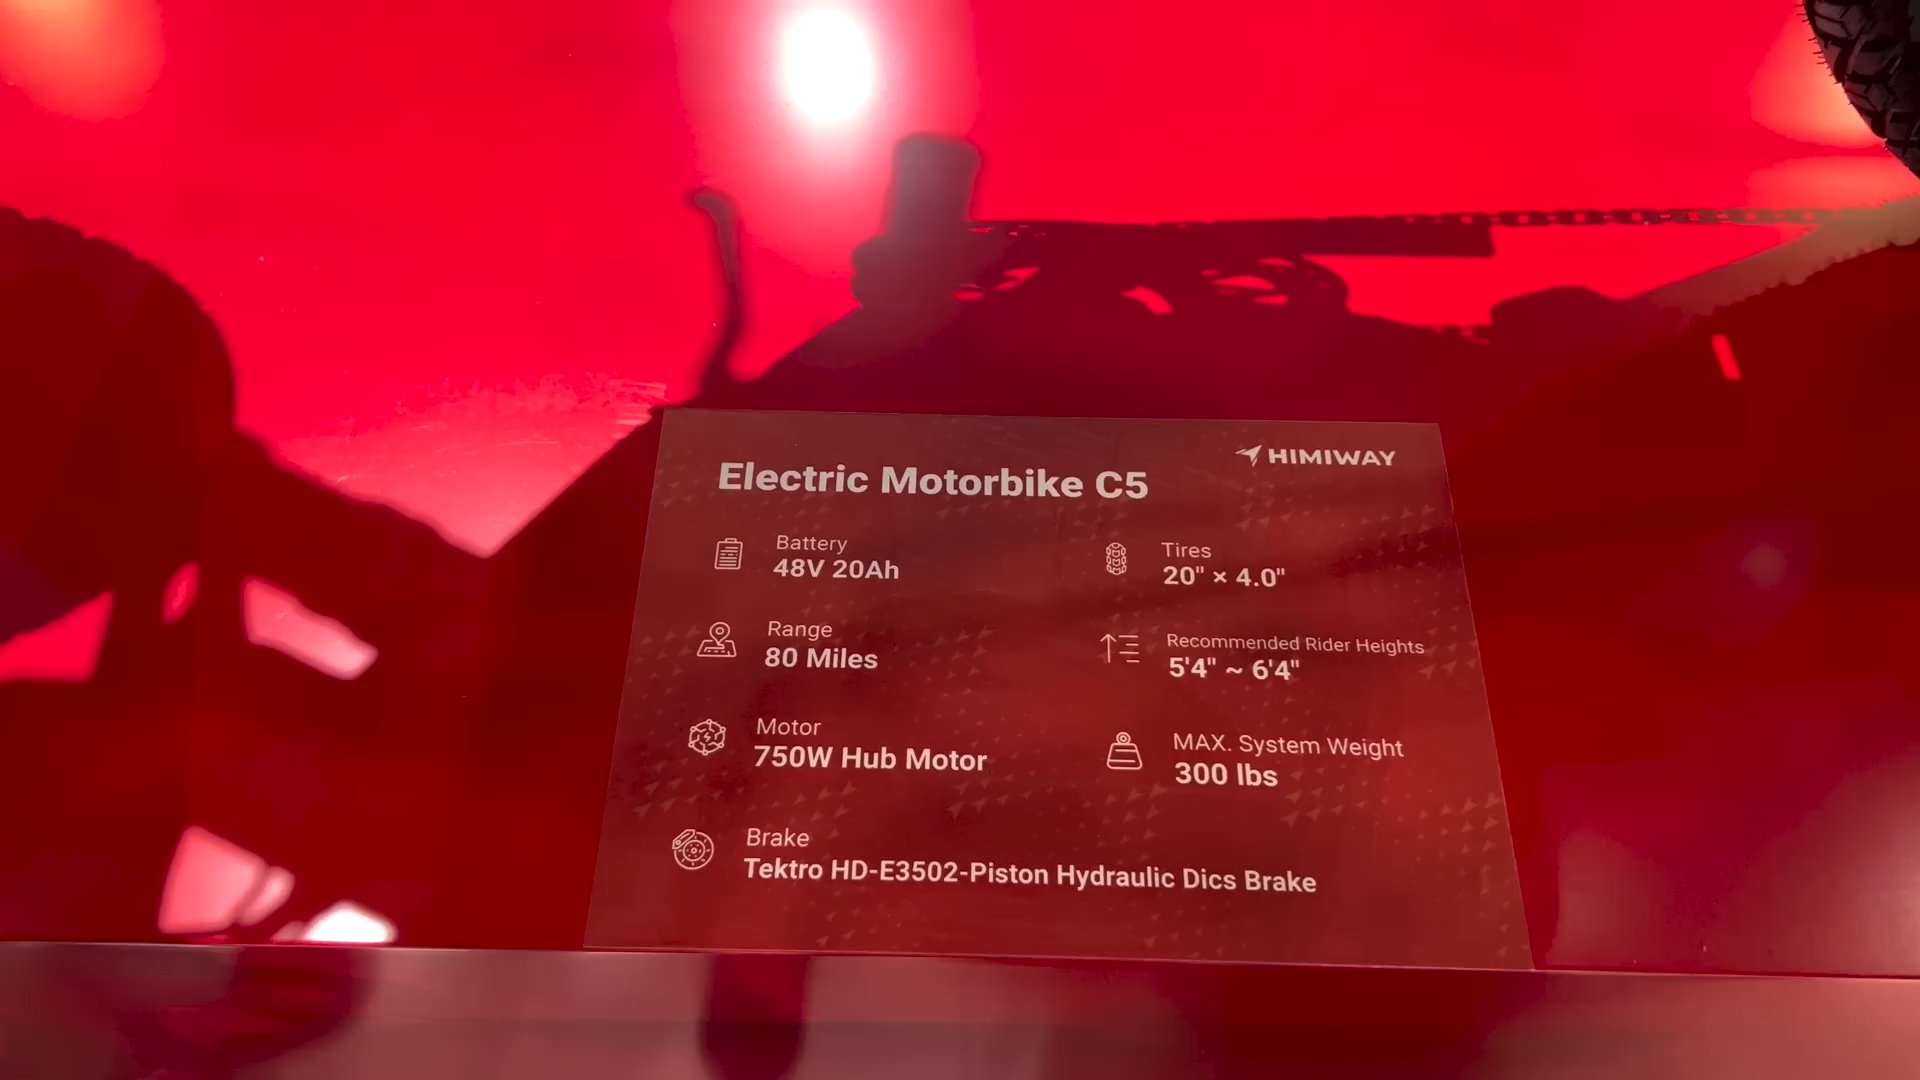 HIMIWAY
Electric Motorbike C5
Battery
48V 20Ah
Tires
20" × 4.0"
Range
80 Miles
Recommended Rider Heights
5'4" ~ 6'4"
Motor
750W Hub Motor
MAX. System Weight
300 lbs
Brake
Tektro HD-E3502-Piston Hydraulic Dics Brake